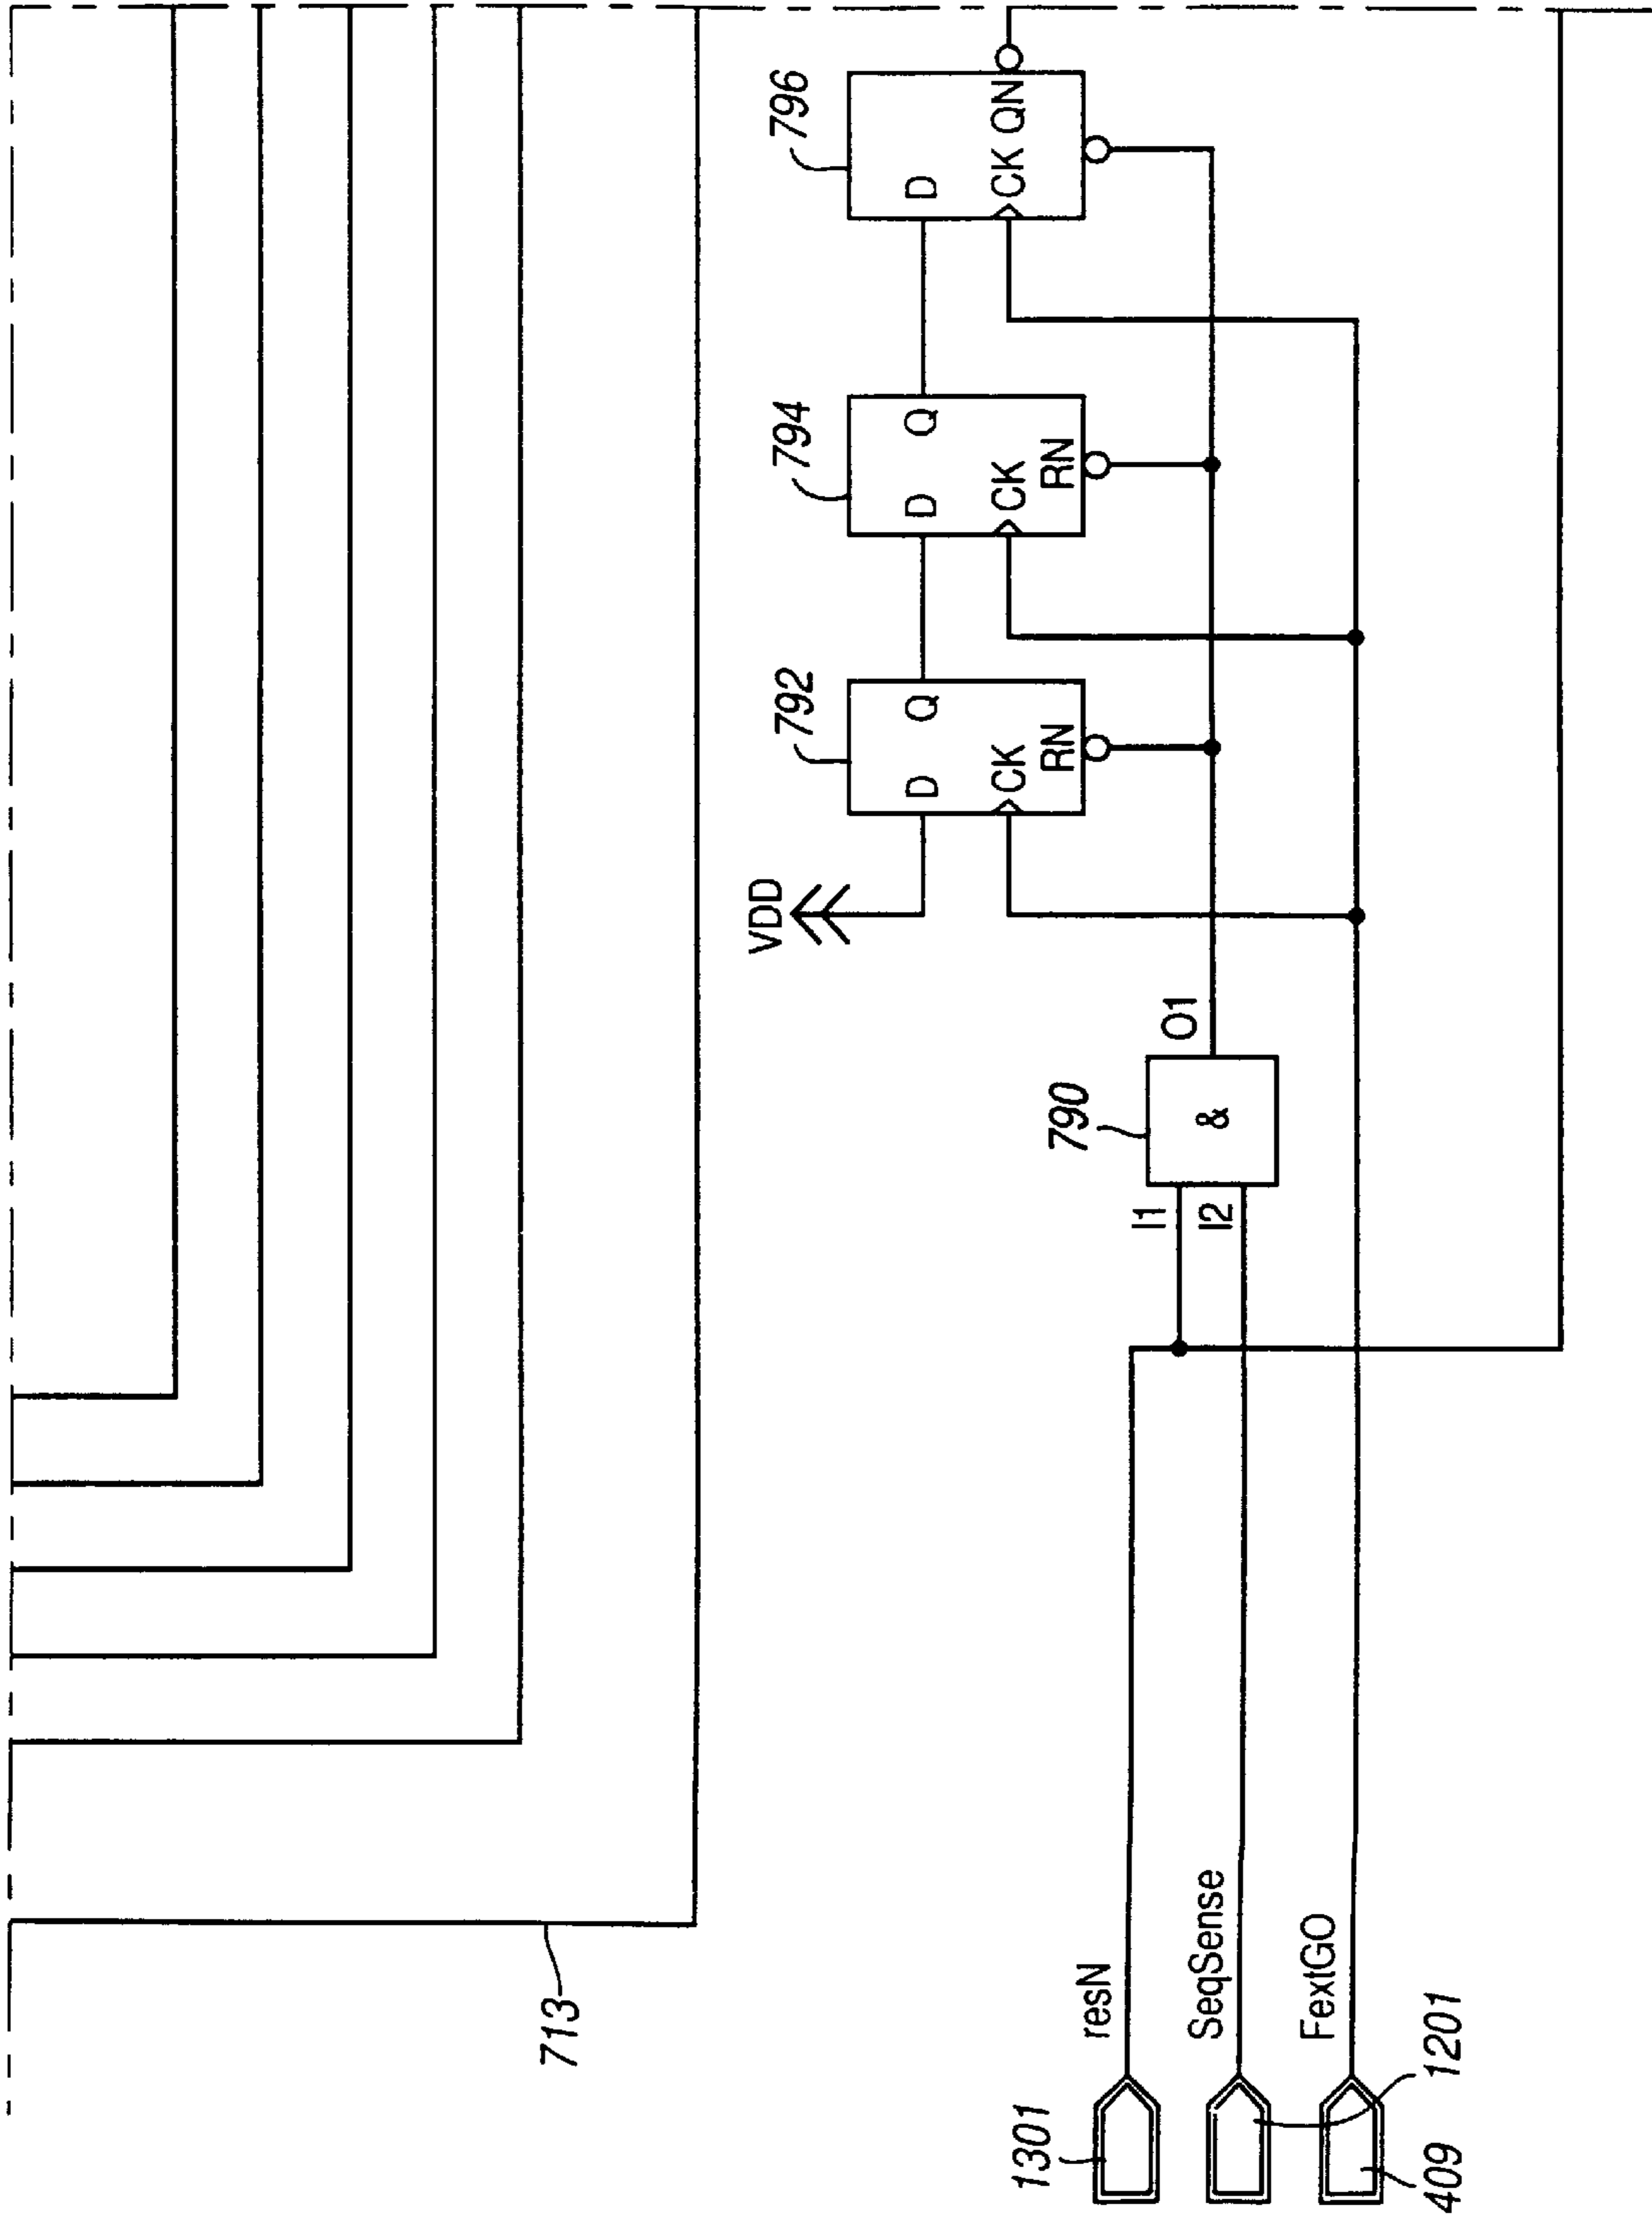 796
D
CK QN
794
D Q
CK
RN
792
D Q
CK
RN
VDD
O1
790
&
I1
I2
713
resN
SeqSense
FextGO
1301
1201
409